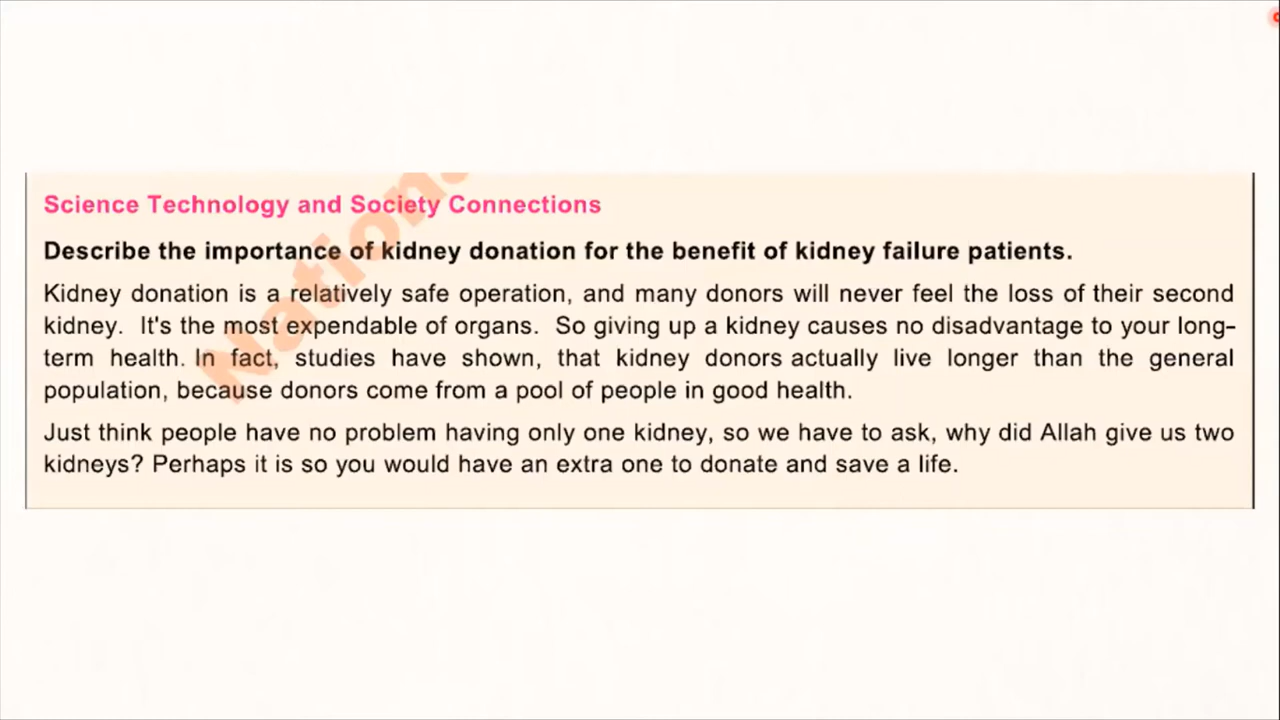 Science Technology and Society Connections
Describe the importance of kidney donation for the benefit of kidney failure patients.
Kidney donation is a relatively safe operation, and many donors will never feel the loss of their second
kidney. It's the most expendable of organs. So giving up a kidney causes no disadvantage to your long-
term health. In fact, studies have shown, that kidney donors actually live longer than the general
population, because donors come from a pool of people in good health.
Just think people have no problem having only one kidney, so we have to ask, why did Allah give us two
kidneys? Perhaps it is so you would have an extra one to donate and save a life.